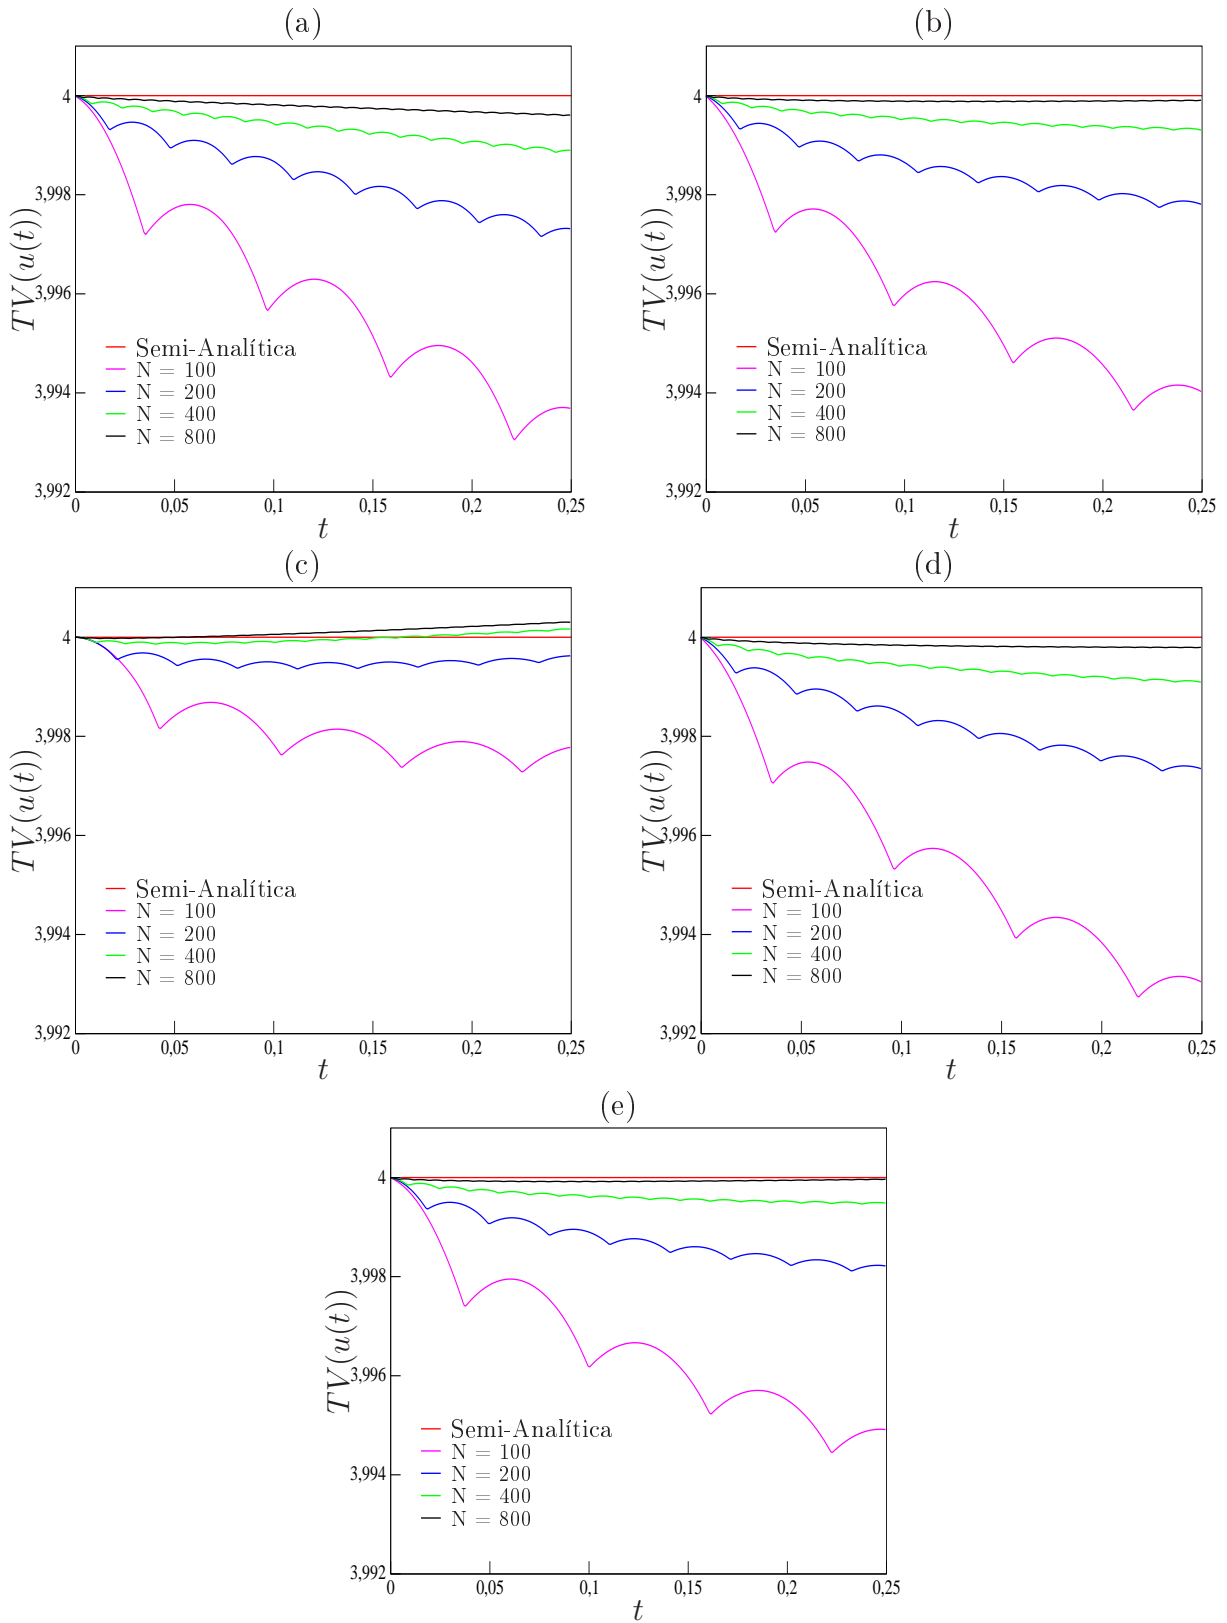 (a)
TV(u(t))
4
3,998
3,996
3,994
3,992
Semi-Analítica
N = 100
N = 200
N = 400
N = 800
0 0,05 0,1 0,15 0,2 0,25
t
(b)
TV(u(t))
4
3,998
3,996
3,994
3,992
Semi-Analítica
N = 100
N = 200
N = 400
N = 800
0 0,05 0,1 0,15 0,2 0,25
t
(c)
TV(u(t))
4
3,998
3,996
3,994
3,992
Semi-Analítica
N = 100
N = 200
N = 400
N = 800
0 0,05 0,1 0,15 0,2 0,25
t
(d)
TV(u(t))
4
3,998
3,996
3,994
3,992
Semi-Analítica
N = 100
N = 200
N = 400
N = 800
0 0,05 0,1 0,15 0,2 0,25
t
(e)
TV(u(t))
4
3,998
3,996
3,994
3,992
Semi-Analítica
N = 100
N = 200
N = 400
N = 800
0 0,05 0,1 0,15 0,2 0,25
t